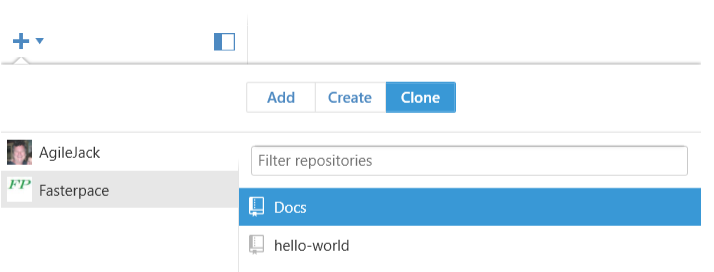 Add Create Clone
AgileJack
Filter repositories
FP Fasterpace
Docs
hello-world